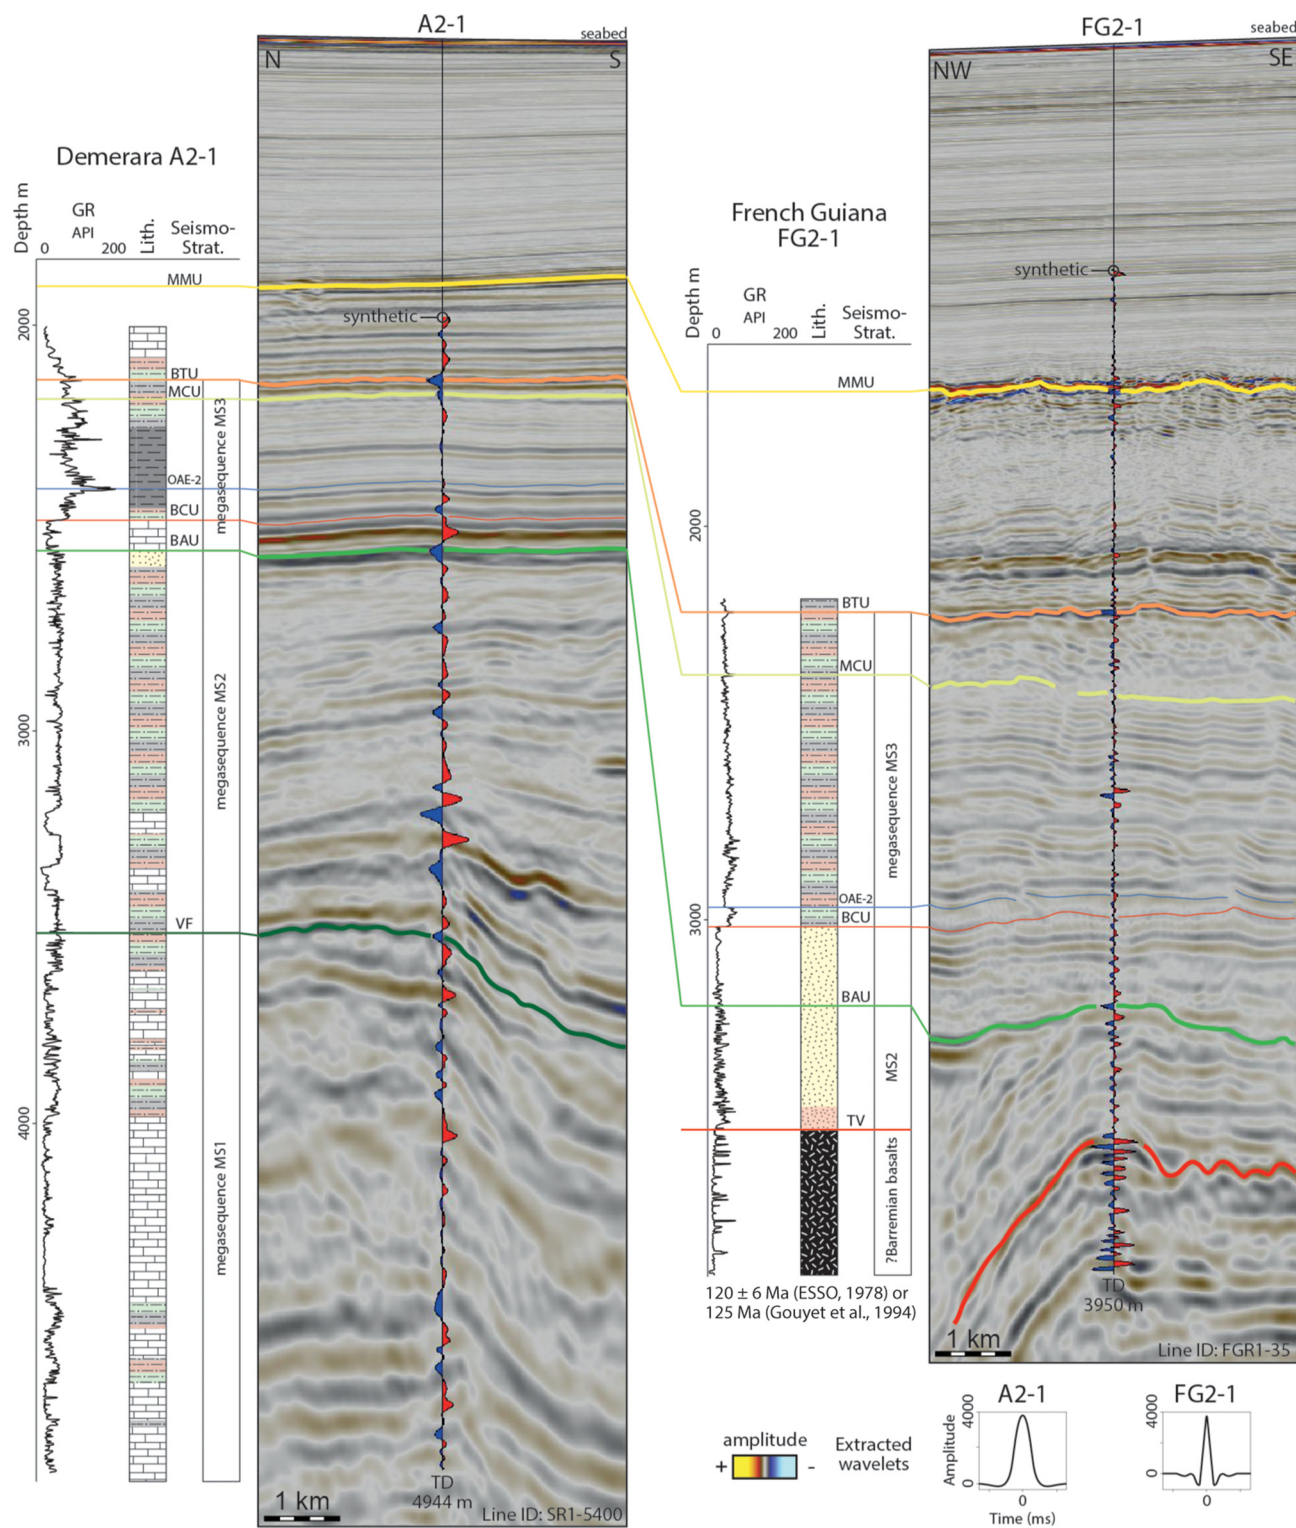 A2-1
seabed
N
S
FG2-1
seabed
NW
SE
Demerara A2-1
Depth m
GR
API
0
200
Lith.
Seismo-
Strat.
MMU
2000
synthetic
BTU
MCU
megasequence MS3
OAE-2
BCU
BAU
3000
megasequence MS2
VF
4000
megasequence MS1
TD
4944 m
1 km
Line ID: SR1-5400
French Guiana
FG2-1
Depth m
GR
API
0
200
Lith.
Seismo-
Strat.
synthetic
MMU
2000
BTU
MCU
megasequence MS3
OAE-2
BCU
3000
BAU
MS2
TV
?Barremian basalts
120 ± 6 Ma (ESSO, 1978) or
125 Ma (Gouyet et al., 1994)
TD
3950 m
1 km
Line ID: FGR1-35
amplitude
+
-
Extracted
wavelets
A2-1
FG2-1
Amplitude
4000
0
0
Time (ms)
4000
0
0